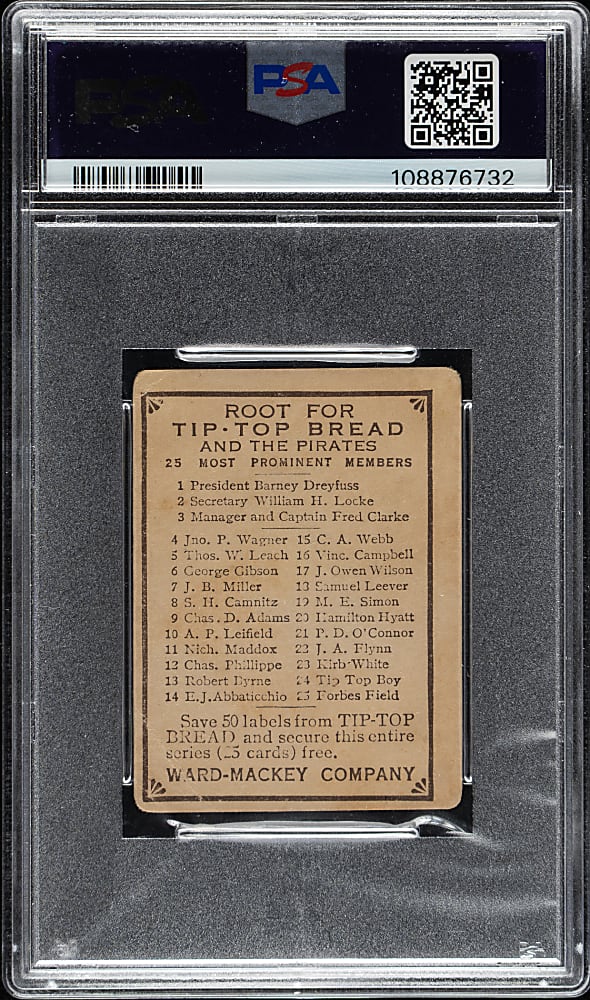 PSA
108876732
ROOT FOR
TIP·TOP BREAD
AND THE PIRATES
25 MOST PROMINENT MEMBERS
1 President Barney Dreyfuss
2 Secretary William H. Locke
3 Manager and Captain Fred Clarke
4 Jno. P. Wagner 15 C. A. Webb
5 Thos. W. Leach 16 Vinc. Campbell
6 George Gibson 17 J. Owen Wilson
7 J. B. Miller 18 Samuel Leever
8 S. H. Camnitz 19 M. E. Simon
9 Chas. D. Adams 20 Hamilton Hyatt
10 A. P. Leifield 21 P. D. O'Connor
11 Nich. Maddox 22 J. A. Flynn
12 Chas. Phillippe 23 Kirb White
13 Robert Byrne 24 Tip Top Boy
14 E.J. Abbaticchio 25 Forbes Field
Save 50 labels from TIP-TOP
BREAD and secure this entire
series (25 cards) free.
WARD-MACKEY COMPANY